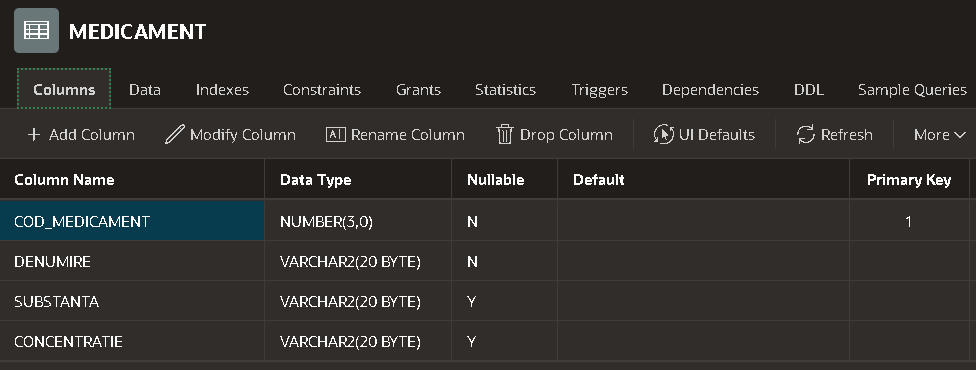 MEDICAMENT
Columns Data Indexes Constraints Grants Statistics Triggers Dependencies DDL Sample Queries
+ Add Column Modify Column A Rename Column Drop Column UI Defaults Refresh More
Column Name Data Type Nullable Default Primary Key
COD_MEDICAMENT NUMBER(3,0) N 1
DENUMIRE VARCHAR2(20 BYTE) N
SUBSTANTA VARCHAR2(20 BYTE) Y
CONCENTRATIE VARCHAR2(20 BYTE) Y